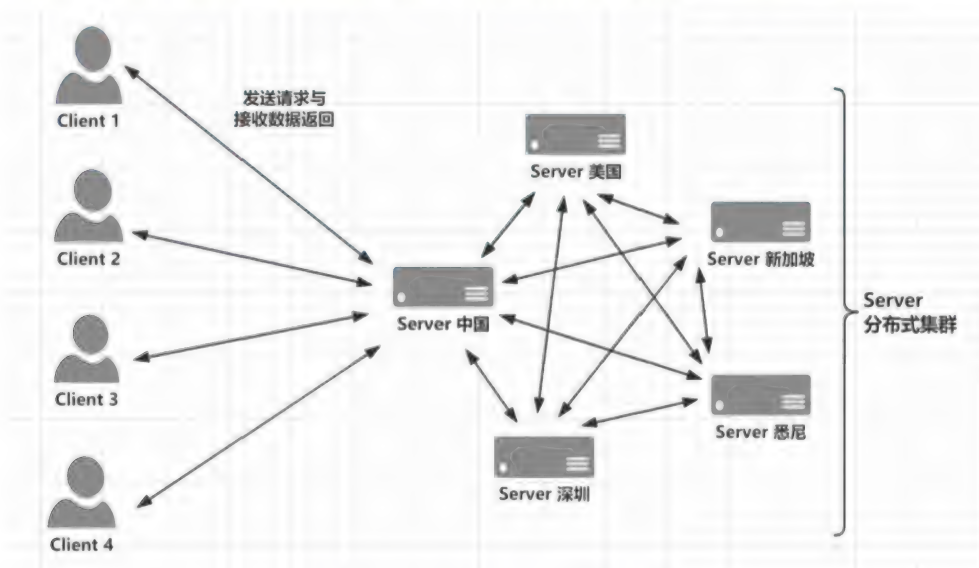 Client 1
发送请求与
接收数据返回
Server 美国
Client 2
Server 新加坡
Server 中国
Server
分布式集群
Client 3
Server 悉尼
Server 深圳
Client 4